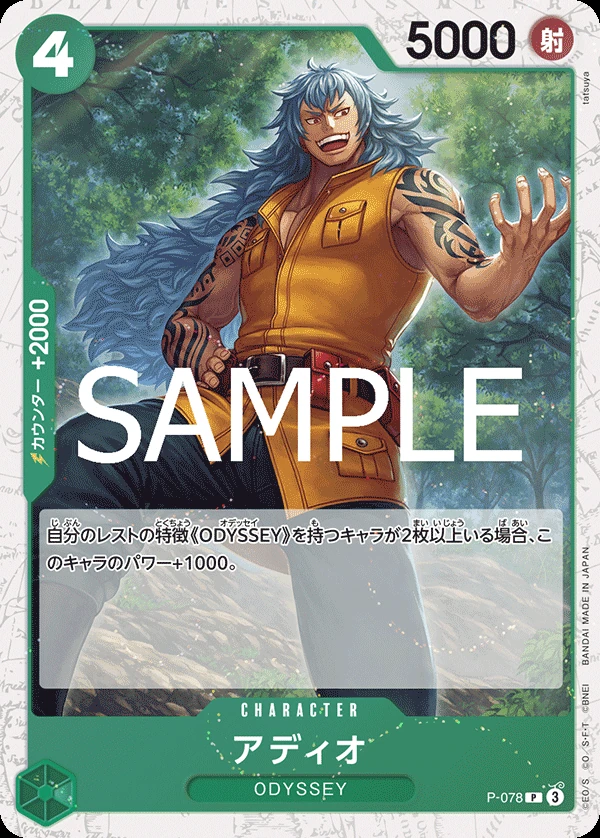 4
5000
射
tatsuya
カウンター +2000
SAMPLE
自分のレストの特徴《ODYSSEY》を持つキャラが2枚以上いる場合、こ
のキャラのパワー+1000。
CHARACTER
アディオ
ODYSSEY
P-078 P 3
©E.O./S. ©O./S.-F.T ©BNEI BANDAI MADE IN JAPAN.